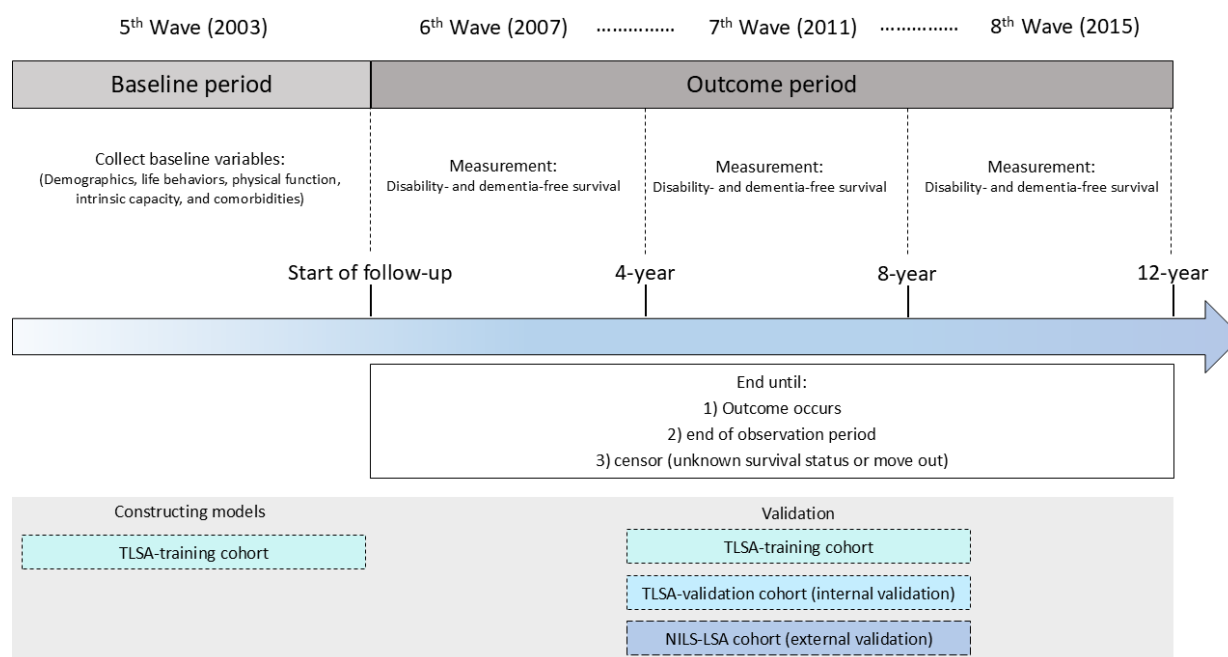 5th Wave (2003)
6th Wave (2007) ...............
7th Wave (2011) ...............
8th Wave (2015)
Baseline period
Outcome period
Collect baseline variables:
(Demographics, life behaviors, physical function,
intrinsic capacity, and comorbidities)
Measurement:
Disability- and dementia-free survival
Measurement:
Disability- and dementia-free survival
Measurement:
Disability- and dementia-free survival
Start of follow-up
4-year
8-year
12-year
End until:
1) Outcome occurs
2) end of observation period
3) censor (unknown survival status or move out)
Constructing models
TLSA-training cohort
Validation
TLSA-training cohort
TLSA-validation cohort (internal validation)
NILS-LSA cohort (external validation)